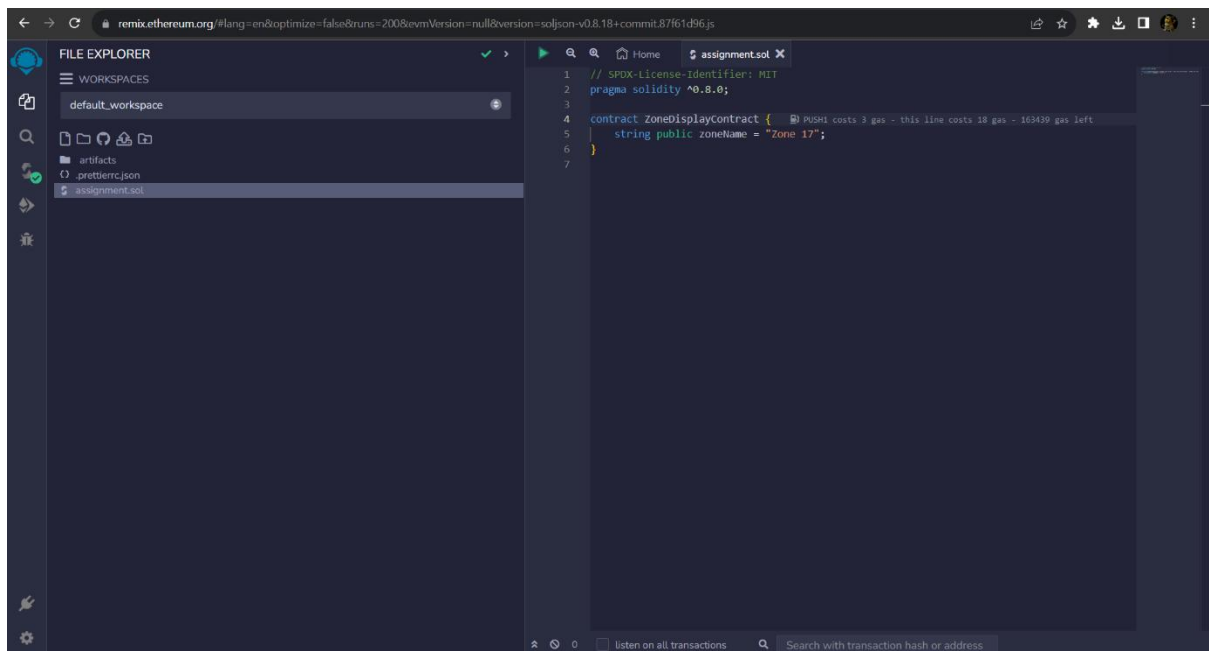 remix.ethereum.org/#lang=en&optimize=false&runs=200&evmVersion=null&version=soljson-v0.8.18+commit.87f61d96.js
FILE EXPLORER
WORKSPACES
default_workspace
artifacts
.prettierrc.json
assignment.sol
Home
assignment.sol
1 // SPDX-License-Identifier: MIT
2 pragma solidity ^0.8.0;
3
4 contract ZoneDisplayContract { PUSH1 costs 3 gas - this line costs 18 gas - 163439 gas left
5 string public zoneName = "Zone 17";
6 }
7
0
listen on all transactions
Search with transaction hash or address